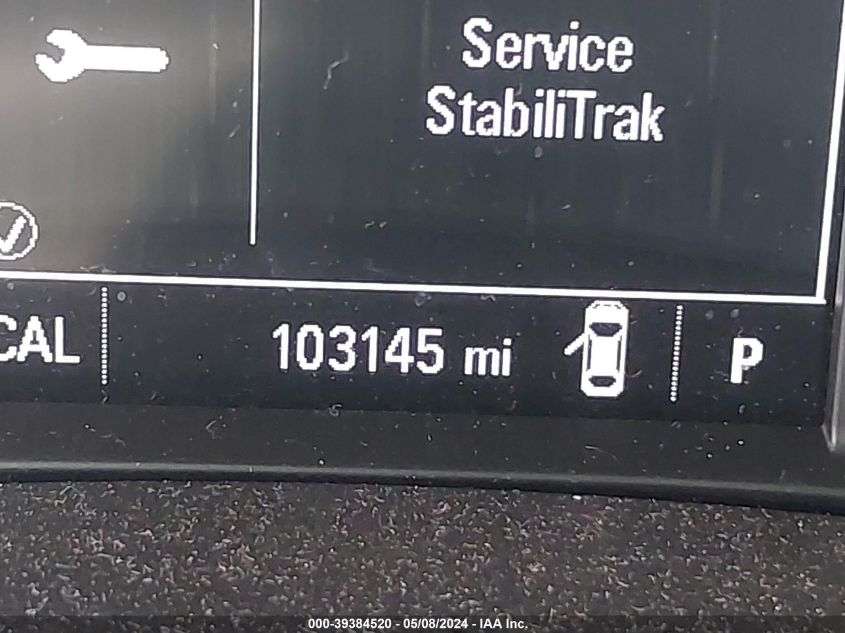 Service
StabiliTrak
CAL 103145 mi P
000-39384520 - 05/08/2024 - IAA Inc.